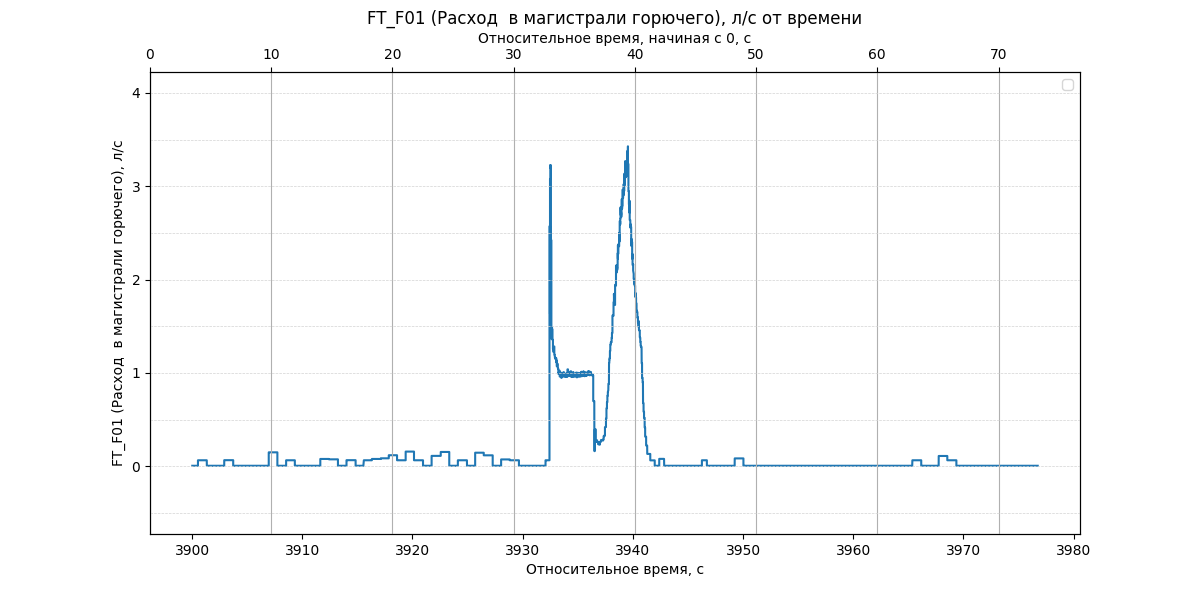 FT_F01 (Расход  в магистрали горючего), л/с от времени
Относительное время, начиная с 0, с
0 10 20 30 40 50 60 70
4
3
2
1
0
FT_F01 (Расход  в магистрали горючего), л/с
3900 3910 3920 3930 3940 3950 3960 3970 3980
Относительное время, с